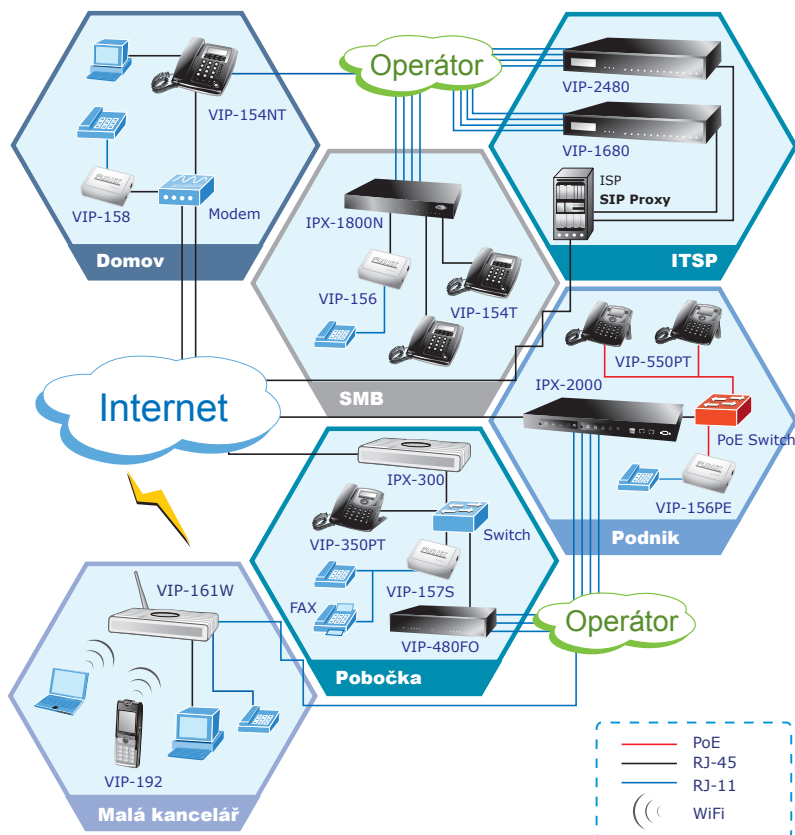 Operátor
VIP-2480
VIP-154NT
VIP-1680
ISP
SIP Proxy
VIP-158
Modem
IPX-1800N
Domov
ITSP
VIP-156
VIP-154T
VIP-550PT
IPX-2000
Internet
SMB
PoE Switch
IPX-300
VIP-156PE
Switch
VIP-350PT
Podnik
VIP-161W
VIP-157S
FAX
Operátor
VIP-480FO
Pobočka
VIP-192
Malá kancelář
PoE
RJ-45
RJ-11
WiFi